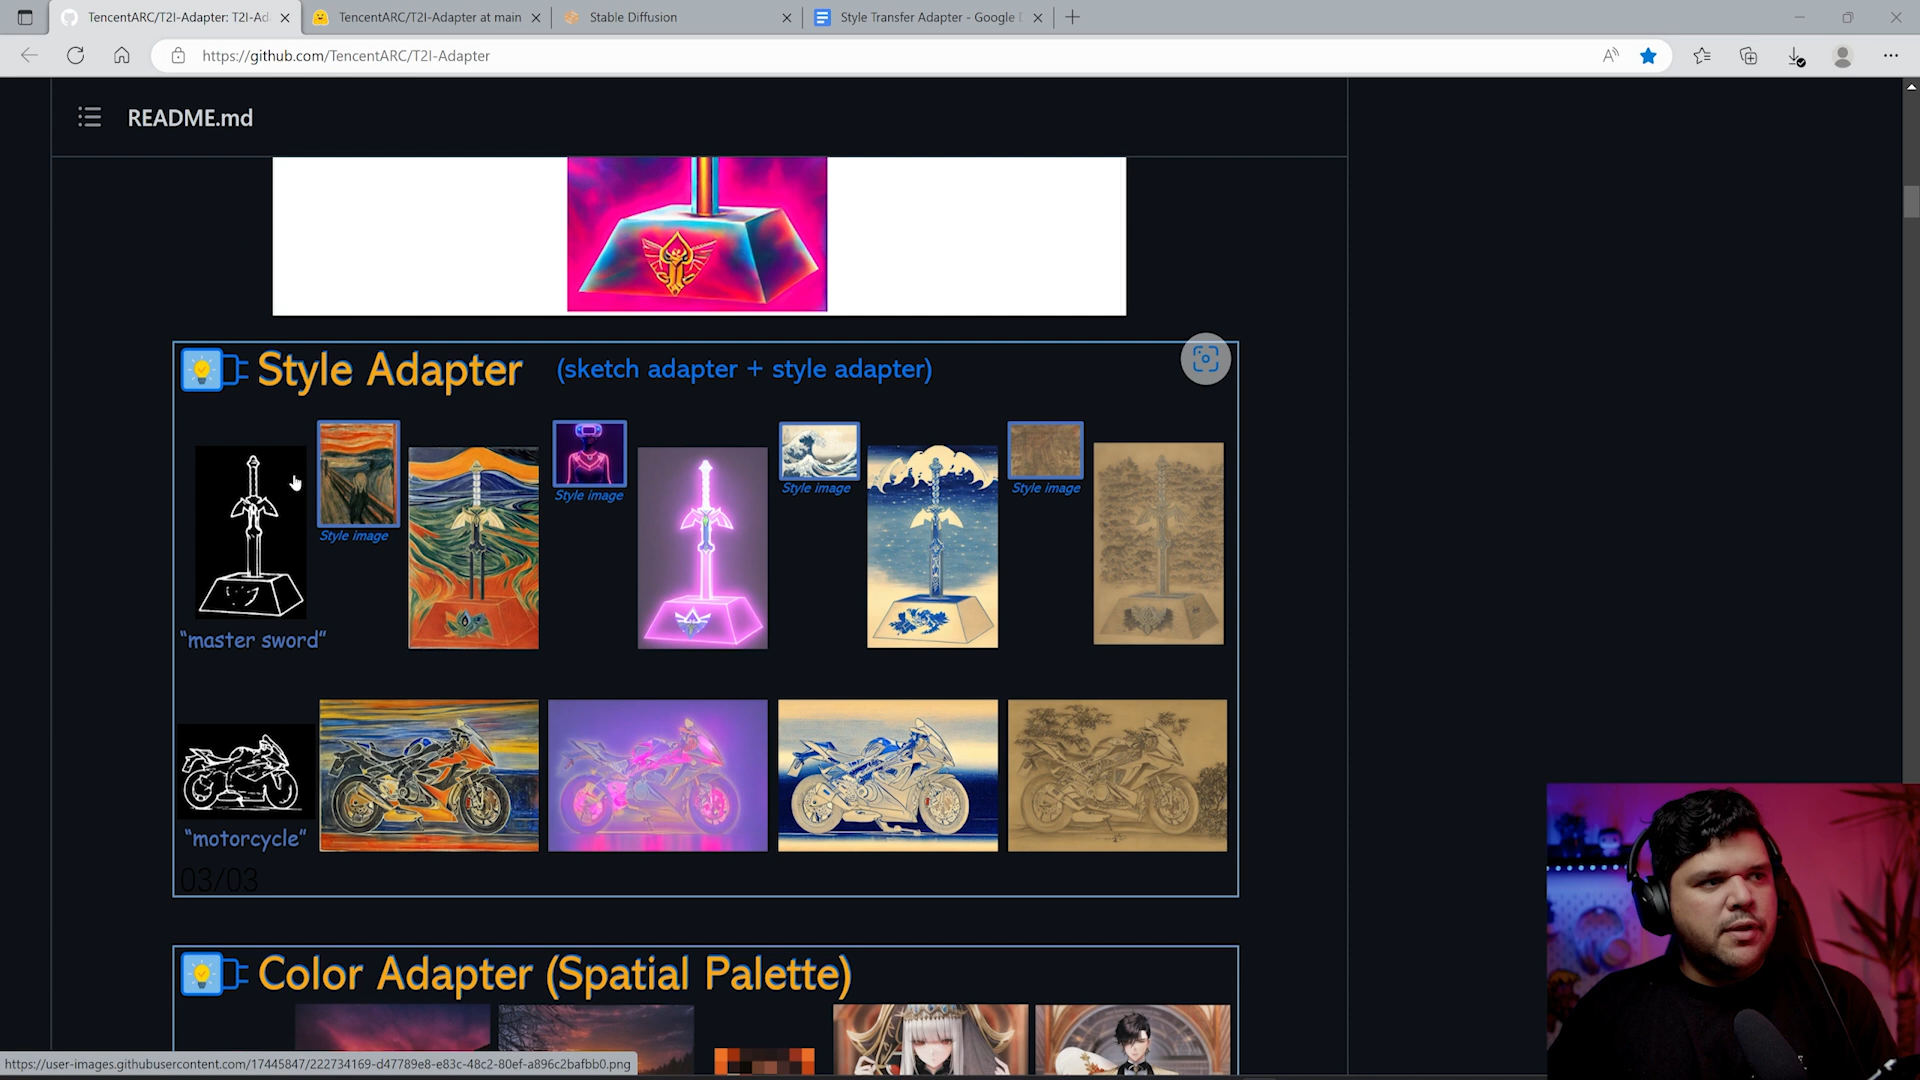 TencentARC/T2I-Adapter: T2I-Ad
TencentARC/T2I-Adapter at main
Stable Diffusion
Style Transfer Adapter - Google
https://github.com/TencentARC/T2I-Adapter
README.md
Style Adapter (sketch adapter + style adapter)
Style image
Style image
Style image
Style image
"master sword"
"motorcycle"
03/03
Color Adapter (Spatial Palette)
https://user-images.githubusercontent.com/17445847/222734169-d47789e8-e83c-48c2-80ef-a896c2bafbb0.png